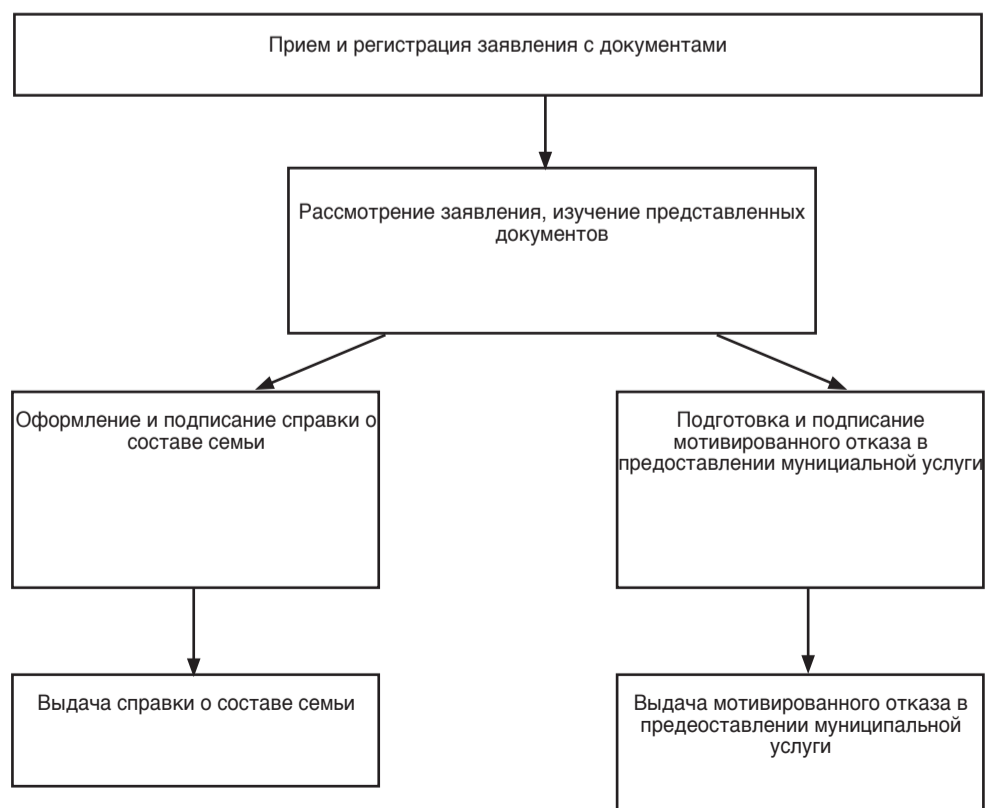 Прием и регистрация заявления с документами
Рассмотрение заявления, изучение представленных
документов
Оформление и подписание справки о
составе семьи
Подготовка и подписание
мотивированного отказа в
предоставлении мунициальной услуги
Выдача справки о составе семьи
Выдача мотивированного отказа в
предеоставлении муниципальной
услуги